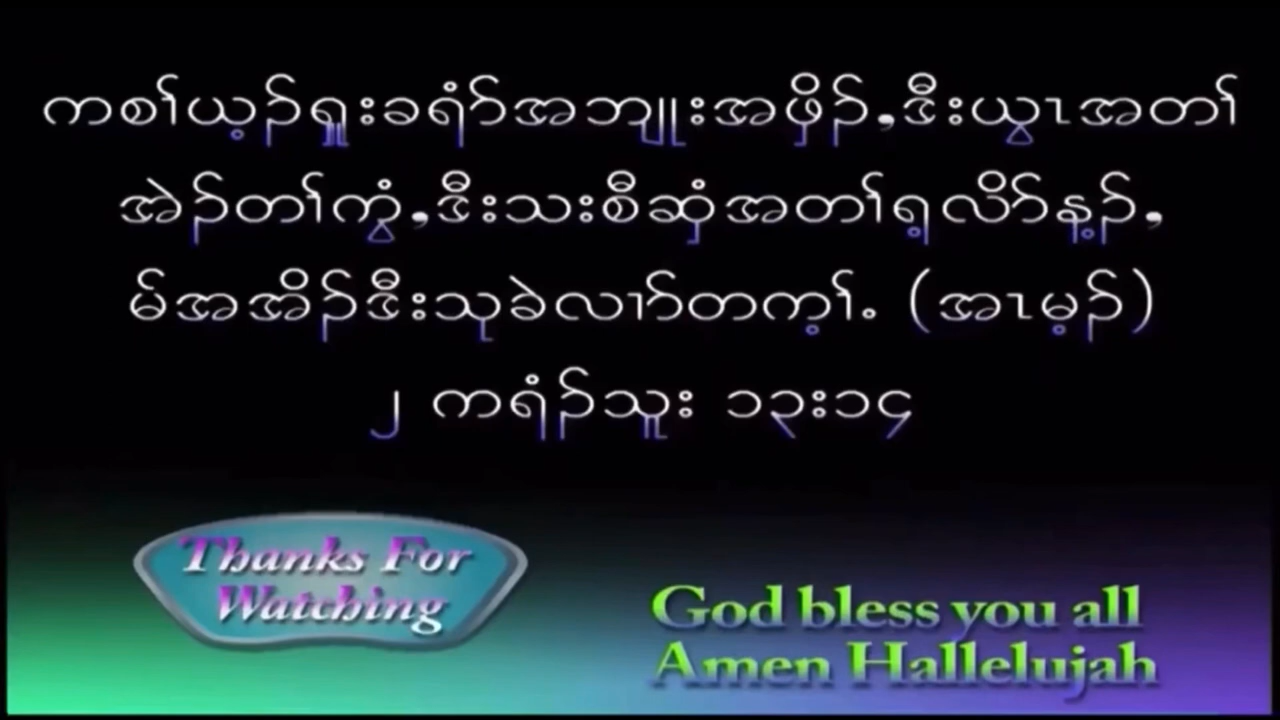 ကစၢ်ယ့ၣ်ရှူးခရံာ်အဘျုးအဖှိၣ်,ဒီးယွၤအတၢ်
အဲၣ်တၢ်ကွံ,ဒီးသးစီဆှံအတၢ်ရ့လိာ်န့ၣ်,
မ်အအိၣ်ဒီးသုခဲလၢာ်တက့ၢ်. (အၤမ့ၣ်)
၂ ကရံၣ်သူး ၁၃း၁၄
Thanks For
Watching
God bless you all
Amen Hallelujah